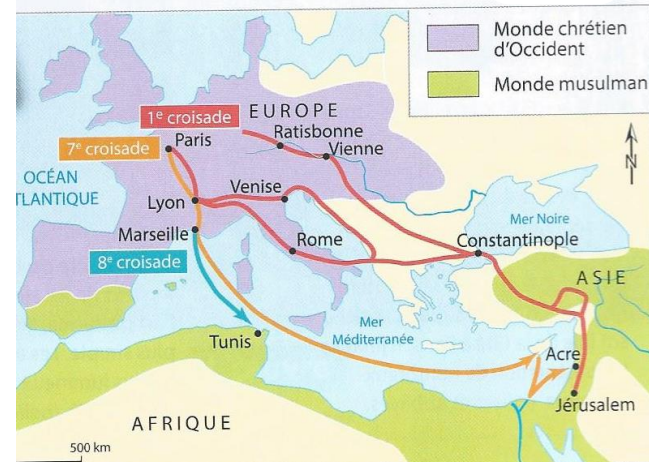 Monde chrétien
d'Occident
Monde musulman
1e croisade
EUROPE
7e croisade
Paris
Ratisbonne
Vienne
N
OCÉAN
TLANTIQUE
Lyon
Venise
Mer Noire
Marseille
Rome
Constantinople
8e croisade
ASIE
Mer
Méditerranée
Tunis
Acre
Jérusalem
AFRIQUE
500 km